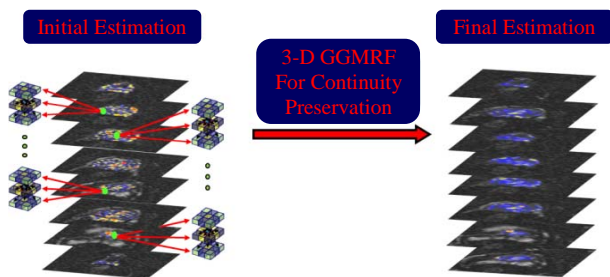 Initial Estimation
3-D GGMRF
For Continuity
Preservation
Final Estimation